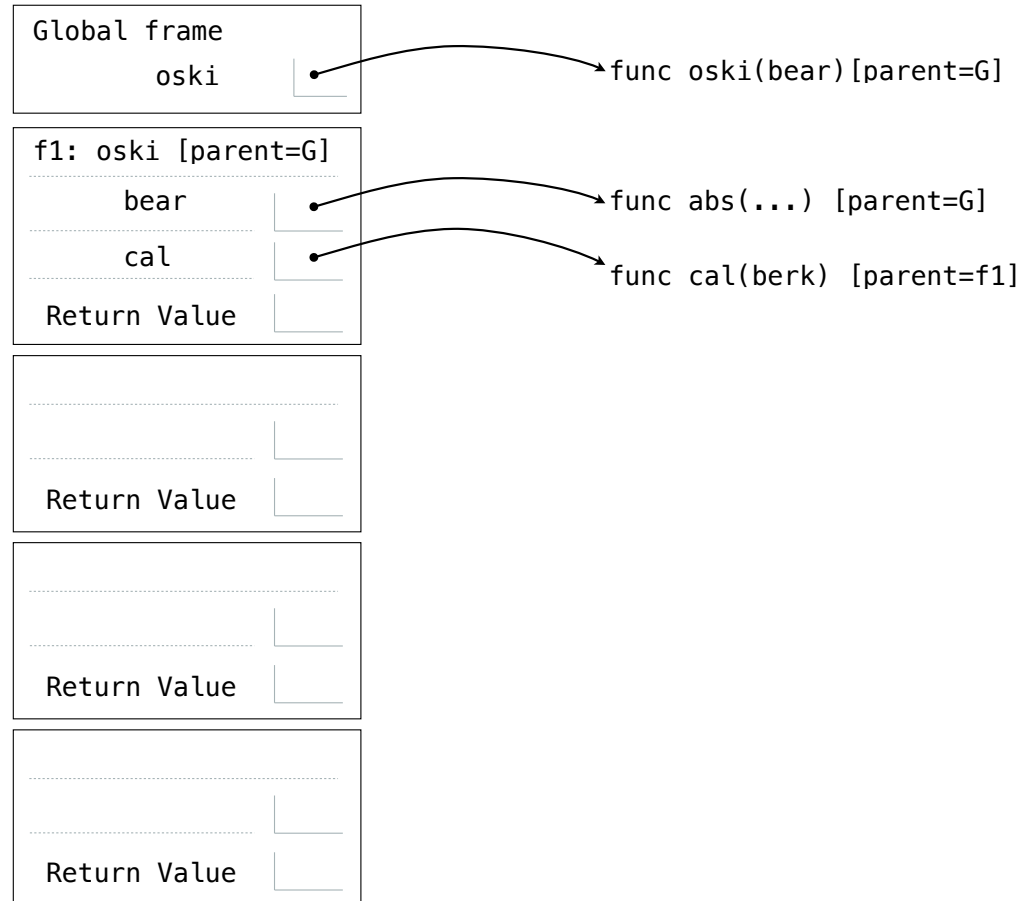 Global frame
oski
func oski(bear)[parent=G]
f1: oski [parent=G]
bear
func abs(...) [parent=G]
cal
func cal(berk) [parent=f1]
Return Value
Return Value
Return Value
Return Value